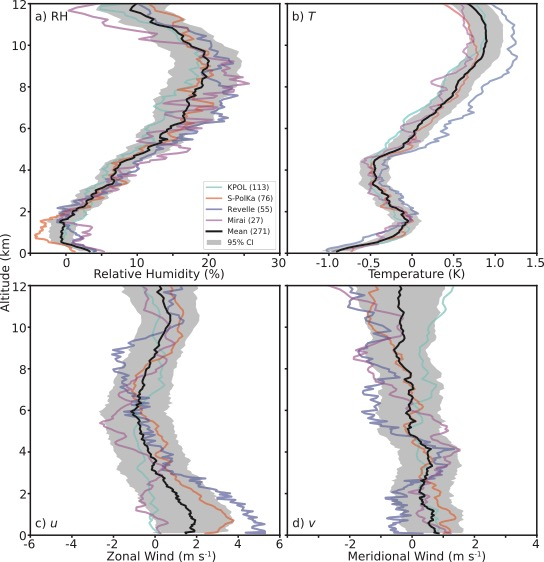 12
10
8
6
4
2
0
a) RH
KPOL (113)
S-PolKa (76)
Revelle (55)
Mirai (27)
Mean (271)
95% CI
0 10 20 30
Relative Humidity (%)
b) T
-1.0 -0.5 0.0 0.5 1.0 1.5
Temperature (K)
Altitude (km)
12
10
8
6
4
2
0
c) u
-6 -4 -2 0 2 4 6
Zonal Wind (m s⁻¹)
d) v
-4 -2 0 2 4
Meridional Wind (m s⁻¹)